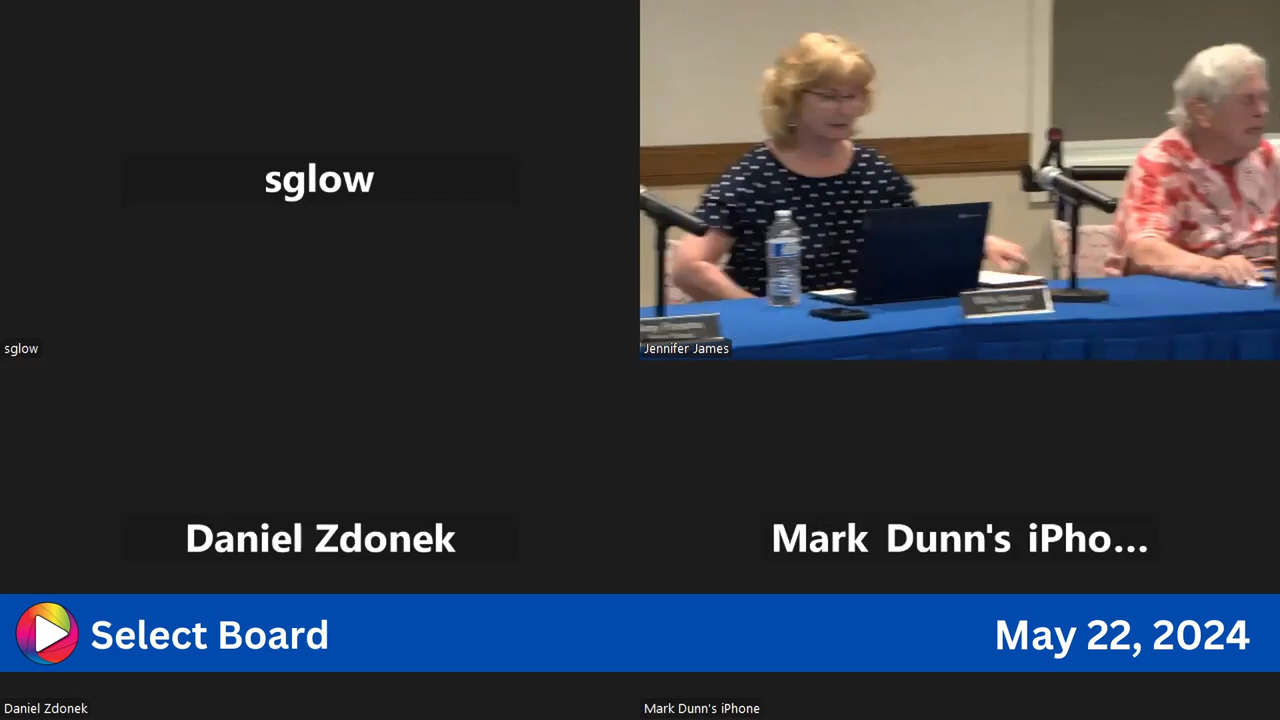 sglow
sglow
Jennifer James
Daniel Zdonek
Mark Dunn's iPho...
Select Board
May 22, 2024
Daniel Zdonek
Mark Dunn's iPhone